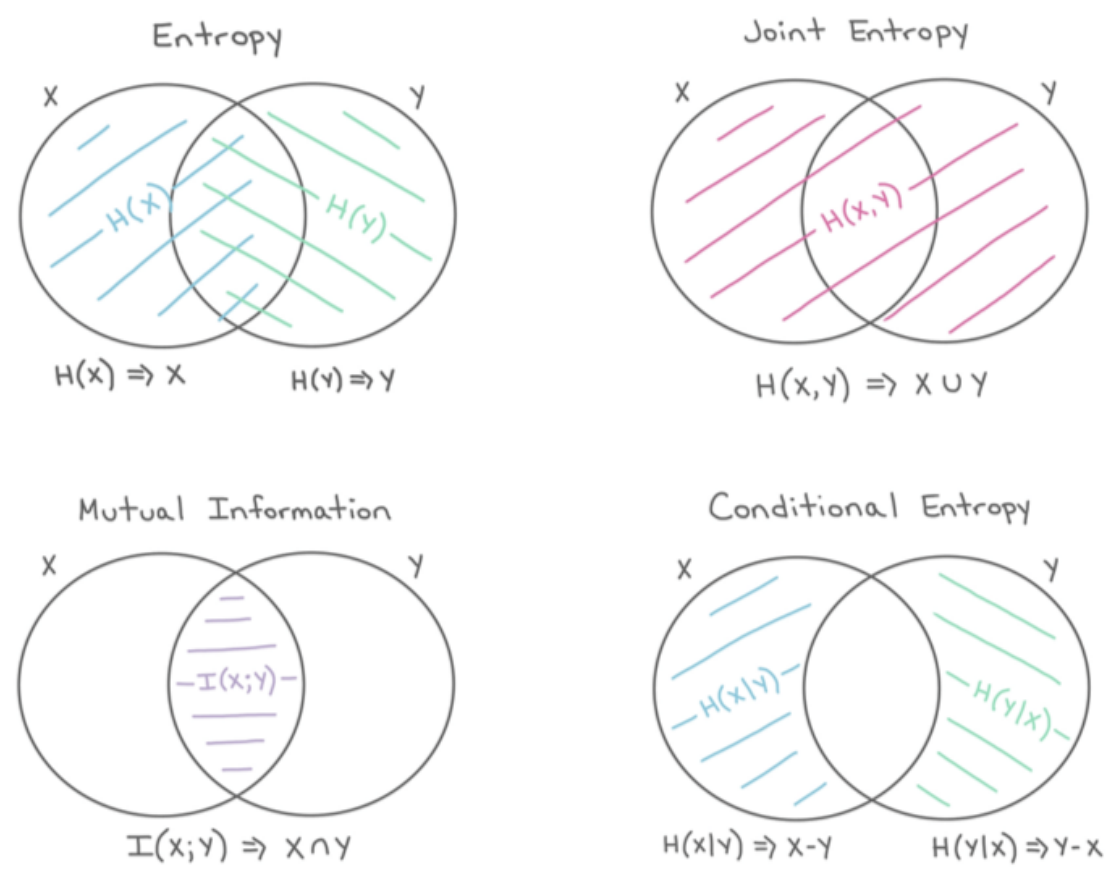 Entropy
X
Y
H(X)
H(Y)
H(X) ⇒ X
H(Y) ⇒ Y
Joint Entropy
X
Y
H(X,Y)
H(X,Y) ⇒ X ∪ Y
Mutual Information
X
Y
I(X;Y)
I(X;Y) ⇒ X ∩ Y
Conditional Entropy
X
Y
H(X|Y)
H(Y|X)
H(X|Y) ⇒ X-Y
H(Y|X) ⇒ Y-X